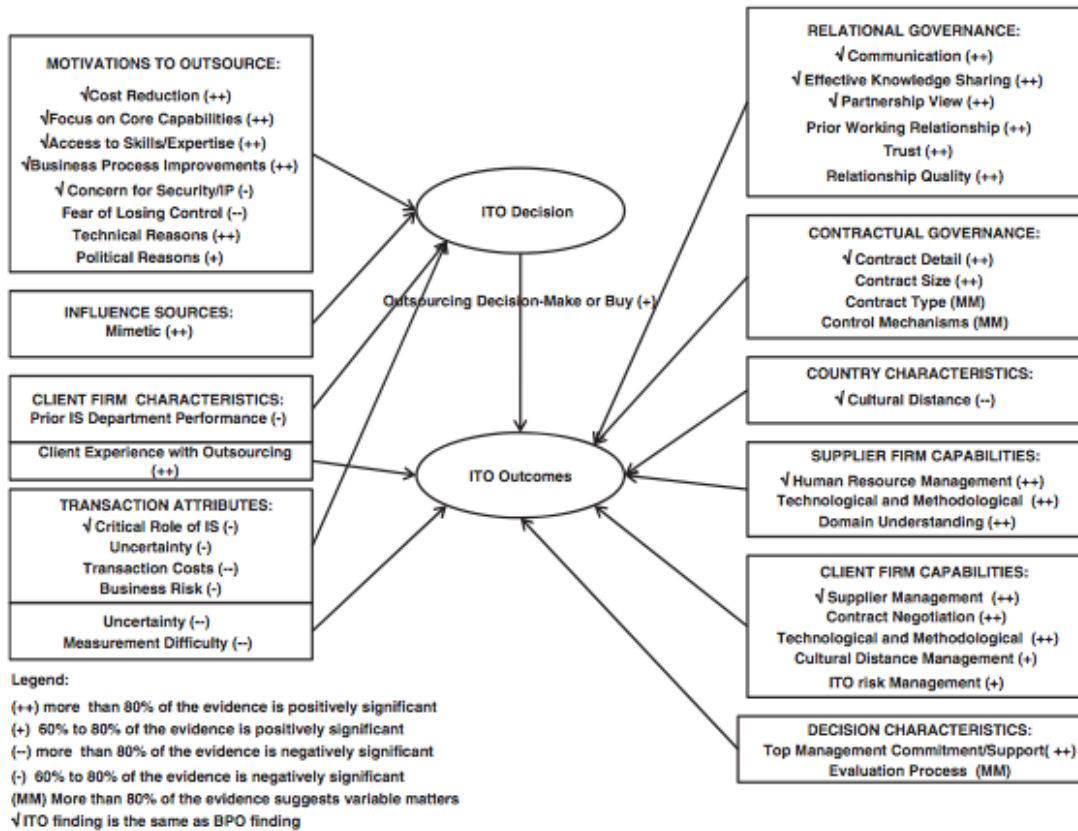 MOTIVATIONS TO OUTSOURCE:
√Cost Reduction (++)
√Focus on Core Capabilities (++)
√Access to Skills/Expertise (++)
√Business Process Improvements (++)
√ Concern for Security/IP (-)
Fear of Losing Control (--)
Technical Reasons (++)
Political Reasons (+)
INFLUENCE SOURCES:
Mimetic (++)
CLIENT FIRM CHARACTERISTICS:
Prior IS Department Performance (-)
Client Experience with Outsourcing
(++)
TRANSACTION ATTRIBUTES:
√ Critical Role of IS (-)
Uncertainty (-)
Transaction Costs (--)
Business Risk (-)
Uncertainty (--)
Measurement Difficulty (--)
ITO Decision
Outsourcing Decision-Make or Buy (+)
ITO Outcomes
RELATIONAL GOVERNANCE:
√ Communication (++)
√ Effective Knowledge Sharing (++)
√ Partnership View (++)
Prior Working Relationship (++)
Trust (++)
Relationship Quality (++)
CONTRACTUAL GOVERNANCE:
√ Contract Detail (++)
Contract Size (++)
Contract Type (MM)
Control Mechanisms (MM)
COUNTRY CHARACTERISTICS:
√ Cultural Distance (--)
SUPPLIER FIRM CAPABILITIES:
√ Human Resource Management (++)
Technological and Methodological (++)
Domain Understanding (++)
CLIENT FIRM CAPABILITIES:
√ Supplier Management (++)
Contract Negotiation (++)
Technological and Methodological (++)
Cultural Distance Management (+)
ITO risk Management (+)
DECISION CHARACTERISTICS:
Top Management Commitment/Support( ++)
Evaluation Process (MM)
Legend:
(++) more than 80% of the evidence is positively significant
(+) 60% to 80% of the evidence is positively significant
(--) more than 80% of the evidence is negatively significant
(-) 60% to 80% of the evidence is negatively significant
(MM) More than 80% of the evidence suggests variable matters
√ ITO finding is the same as BPO finding